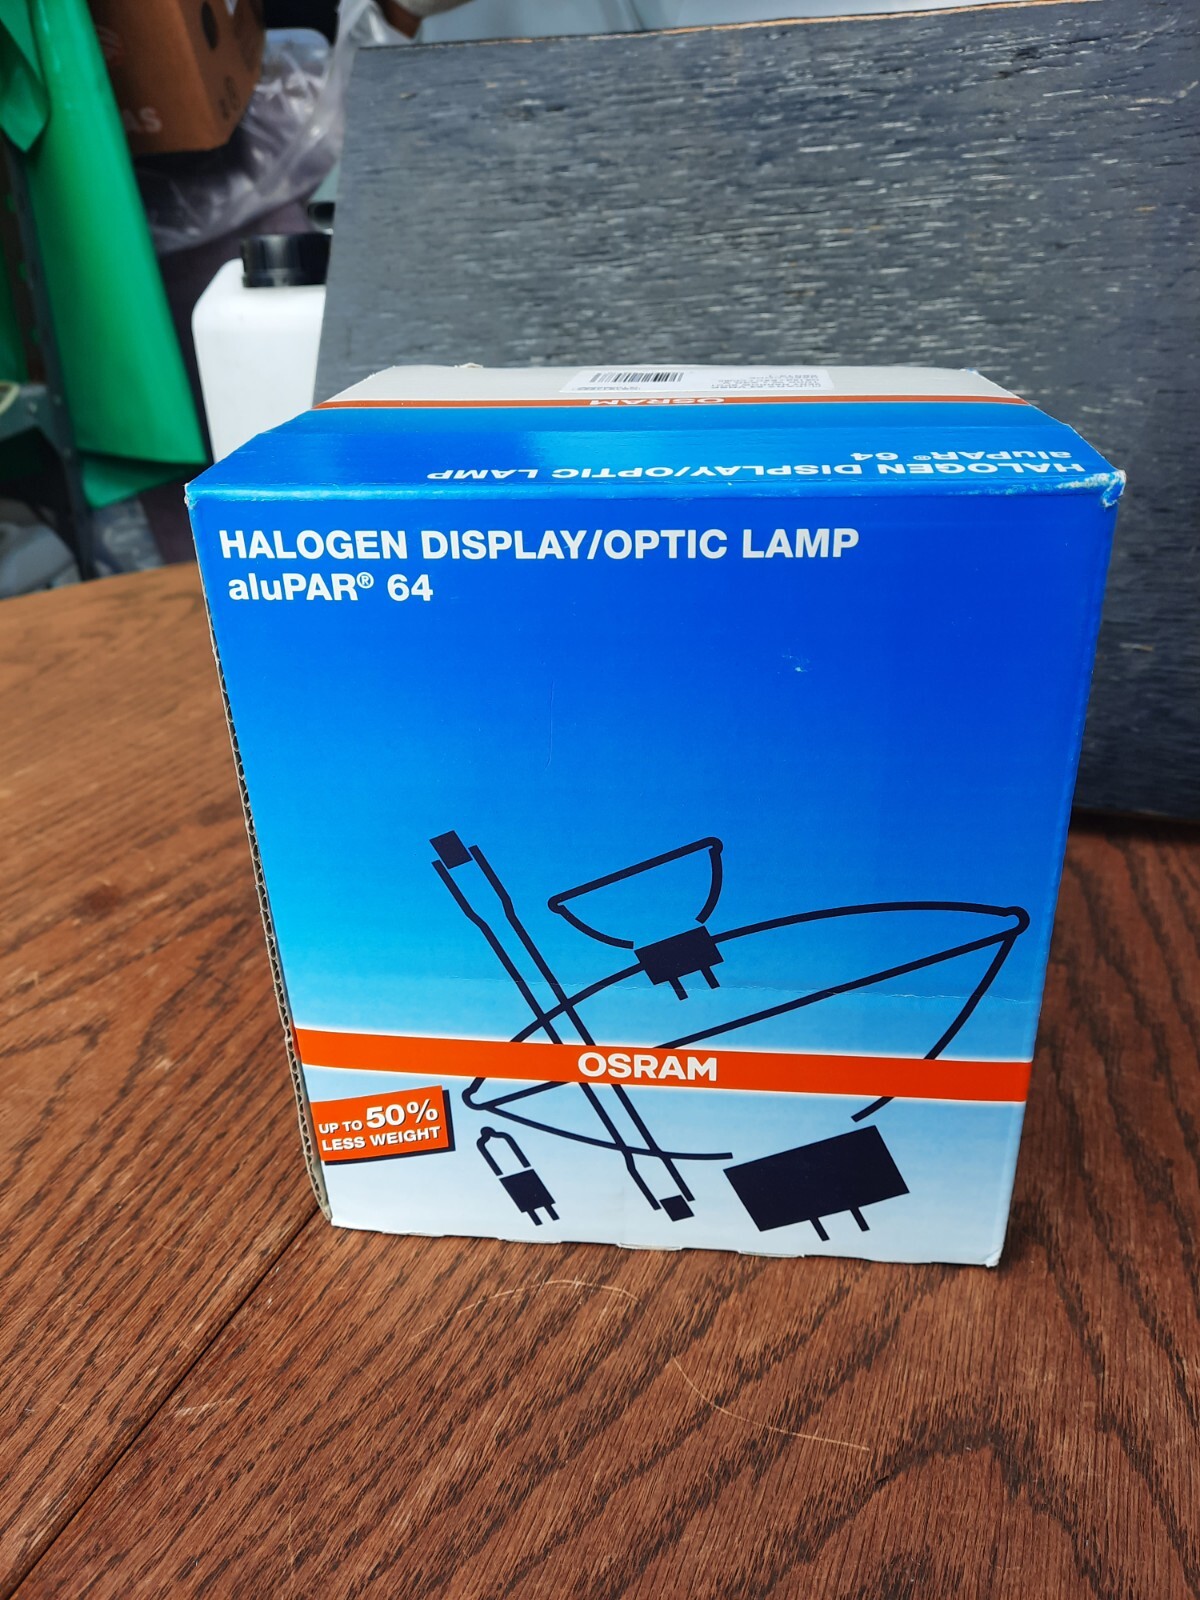 AS
OSRAM
HALOGEN DISPLAY/OPTIC LAMP
aluPAR® 64
HALOGEN DISPLAY/OPTIC LAMP
aluPAR® 64
OSRAM
UP TO 50%
LESS WEIGHT